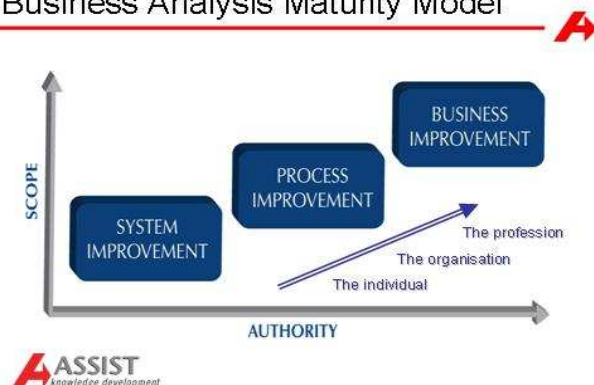 Business Analysis Maturity Model
BUSINESS
IMPROVEMENT
PROCESS
IMPROVEMENT
SYSTEM
IMPROVEMENT
SCOPE
The profession
The organisation
The individual
AUTHORITY
ASSIST
knowledge development